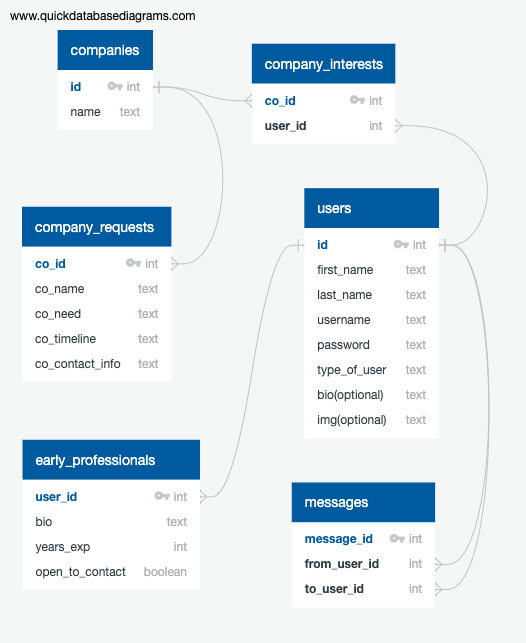 www.quickdatabasediagrams.com
companies
id int
name text
company_interests
co_id int
user_id int
company_requests
co_id int
co_name text
co_need text
co_timeline text
co_contact_info text
users
id int
first_name text
last_name text
username text
password text
type_of_user text
bio(optional) text
img(optional) text
early_professionals
user_id int
bio text
years_exp int
open_to_contact boolean
messages
message_id int
from_user_id int
to_user_id int